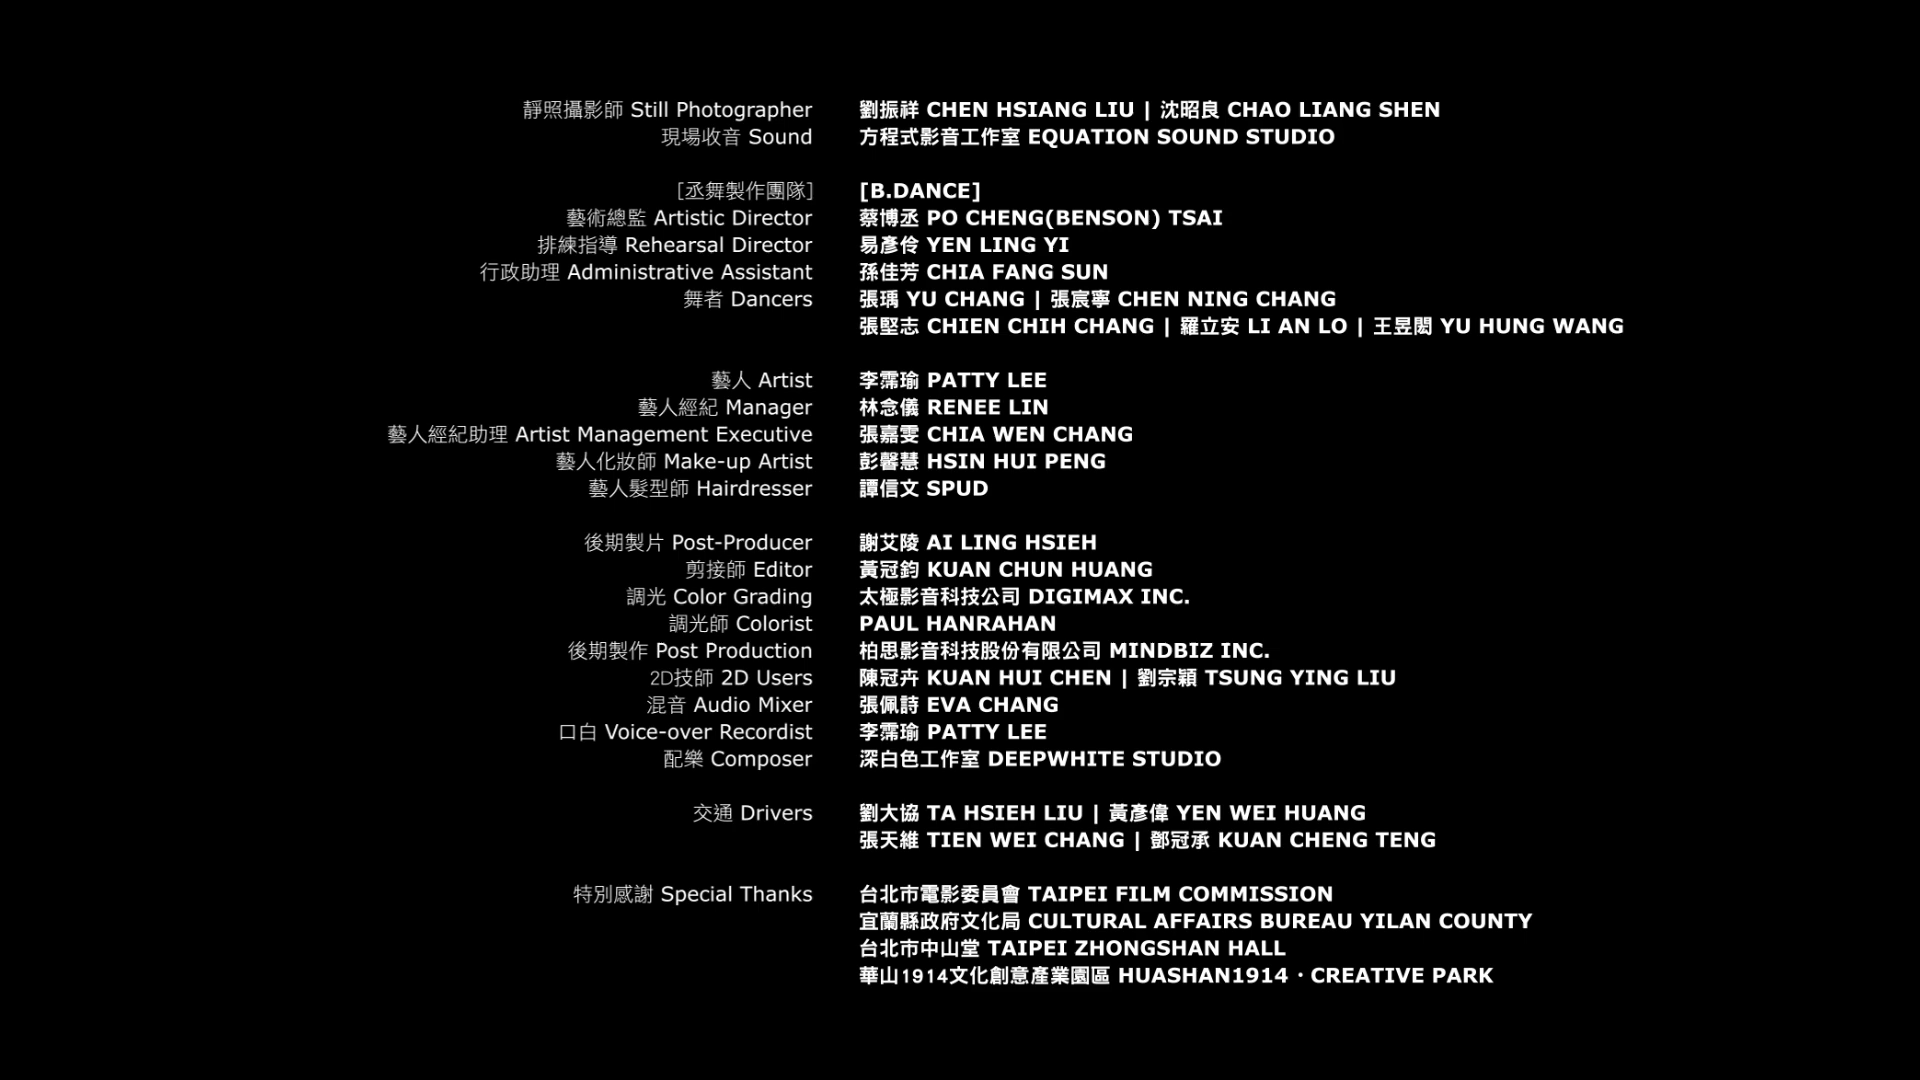 靜照攝影師 Still Photographer 劉振祥 CHEN HSIANG LIU | 沈昭良 CHAO LIANG SHEN
現場收音 Sound 方程式影音工作室 EQUATION SOUND STUDIO
[丞舞製作團隊] [B.DANCE]
藝術總監 Artistic Director 蔡博丞 PO CHENG(BENSON) TSAI
排練指導 Rehearsal Director 易彥伶 YEN LING YI
行政助理 Administrative Assistant 孫佳芳 CHIA FANG SUN
舞者 Dancers 張瑀 YU CHANG | 張宸寧 CHEN NING CHANG
張堅志 CHIEN CHIH CHANG | 羅立安 LI AN LO | 王昱閎 YU HUNG WANG
藝人 Artist 李霈瑜 PATTY LEE
藝人經紀 Manager 林念儀 RENEE LIN
藝人經紀助理 Artist Management Executive 張嘉雯 CHIA WEN CHANG
藝人化妝師 Make-up Artist 彭馨慧 HSIN HUI PENG
藝人髮型師 Hairdresser 譚信文 SPUD
後期製片 Post-Producer 謝艾陵 AI LING HSIEH
剪接師 Editor 黃冠鈞 KUAN CHUN HUANG
調光 Color Grading 太極影音科技公司 DIGIMAX INC.
調光師 Colorist PAUL HANRAHAN
後期製作 Post Production 柏思影音科技股份有限公司 MINDBIZ INC.
2D技師 2D Users 陳冠卉 KUAN HUI CHEN | 劉宗穎 TSUNG YING LIU
混音 Audio Mixer 張佩詩 EVA CHANG
口白 Voice-over Recordist 李霈瑜 PATTY LEE
配樂 Composer 深白色工作室 DEEPWHITE STUDIO
交通 Drivers 劉大協 TA HSIEH LIU | 黃彥偉 YEN WEI HUANG
張天維 TIEN WEI CHANG | 鄧冠承 KUAN CHENG TENG
特別感謝 Special Thanks 台北市電影委員會 TAIPEI FILM COMMISSION
宜蘭縣政府文化局 CULTURAL AFFAIRS BUREAU YILAN COUNTY
台北市中山堂 TAIPEI ZHONGSHAN HALL
華山1914文化創意產業園區 HUASHAN1914・CREATIVE PARK